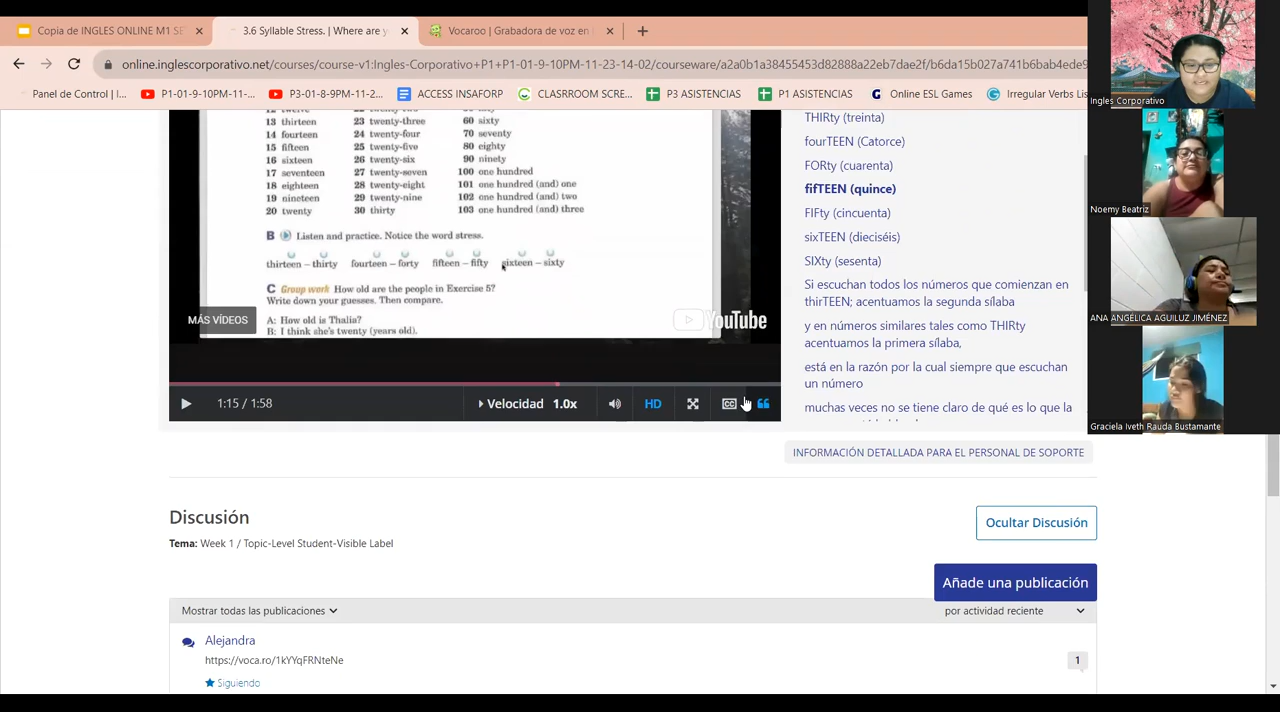 Copia de INGLES ONLINE M1 SE
3.6 Syllable Stress. | Where are y
Vocaroo | Grabadora de voz en l
online.inglescorporativo.net/courses/course-v1:Ingles-Corporativo+P1+P1-01-9-10PM-11-23-14-02/courseware/a2a0b1a38455453d82888a22eb7dae2f/b6da15b027a741b6bab4ede9
Panel de Control | I...
P1-01-9-10PM-11-...
P3-01-8-9PM-11-2...
ACCESS INSAFORP
CLASRROOM SCRE...
P3 ASISTENCIAS
P1 ASISTENCIAS
Online ESL Games
Irregular Verbs Lis
13 thirteen 23 twenty-three 60 sixty
14 fourteen 24 twenty-four 70 seventy
15 fifteen 25 twenty-five 80 eighty
16 sixteen 26 twenty-six 90 ninety
17 seventeen 27 twenty-seven 100 one hundred
18 eighteen 28 twenty-eight 101 one hundred (and) one
19 nineteen 29 twenty-nine 102 one hundred (and) two
20 twenty 30 thirty 103 one hundred (and) three
B Listen and practice. Notice the word stress.
thirteen – thirty fourteen – forty fifteen – fifty sixteen – sixty
C Group work How old are the people in Exercise 5?
Write down your guesses. Then compare.
A: How old is Thalia?
B: I think she's twenty (years old).
MÁS VÍDEOS
YouTube
1:15 / 1:58
Velocidad 1.0x
HD
CC
THIRty (treinta)
fourTEEN (Catorce)
FORty (cuarenta)
fifTEEN (quince)
FIFty (cincuenta)
sixTEEN (dieciséis)
SIXty (sesenta)
Si escuchan todos los números que comienzan en
thirTEEN; acentuamos la segunda sílaba
y en números similares tales como THIRty
acentuamos la primera sílaba,
está en la razón por la cual siempre que escuchan
un número
muchas veces no se tiene claro de qué es lo que la
INFORMACIÓN DETALLADA PARA EL PERSONAL DE SOPORTE
Discusión
Tema: Week 1 / Topic-Level Student-Visible Label
Ocultar Discusión
Añade una publicación
Mostrar todas las publicaciones
por actividad reciente
Alejandra
https://voca.ro/1kYYqFRNteNe
1
Siguiendo
Ingles Corporativo
Noemy Beatriz
ANA ANGÉLICA AGUILUZ JIMÉNEZ
Graciela Iveth Rauda Bustamante